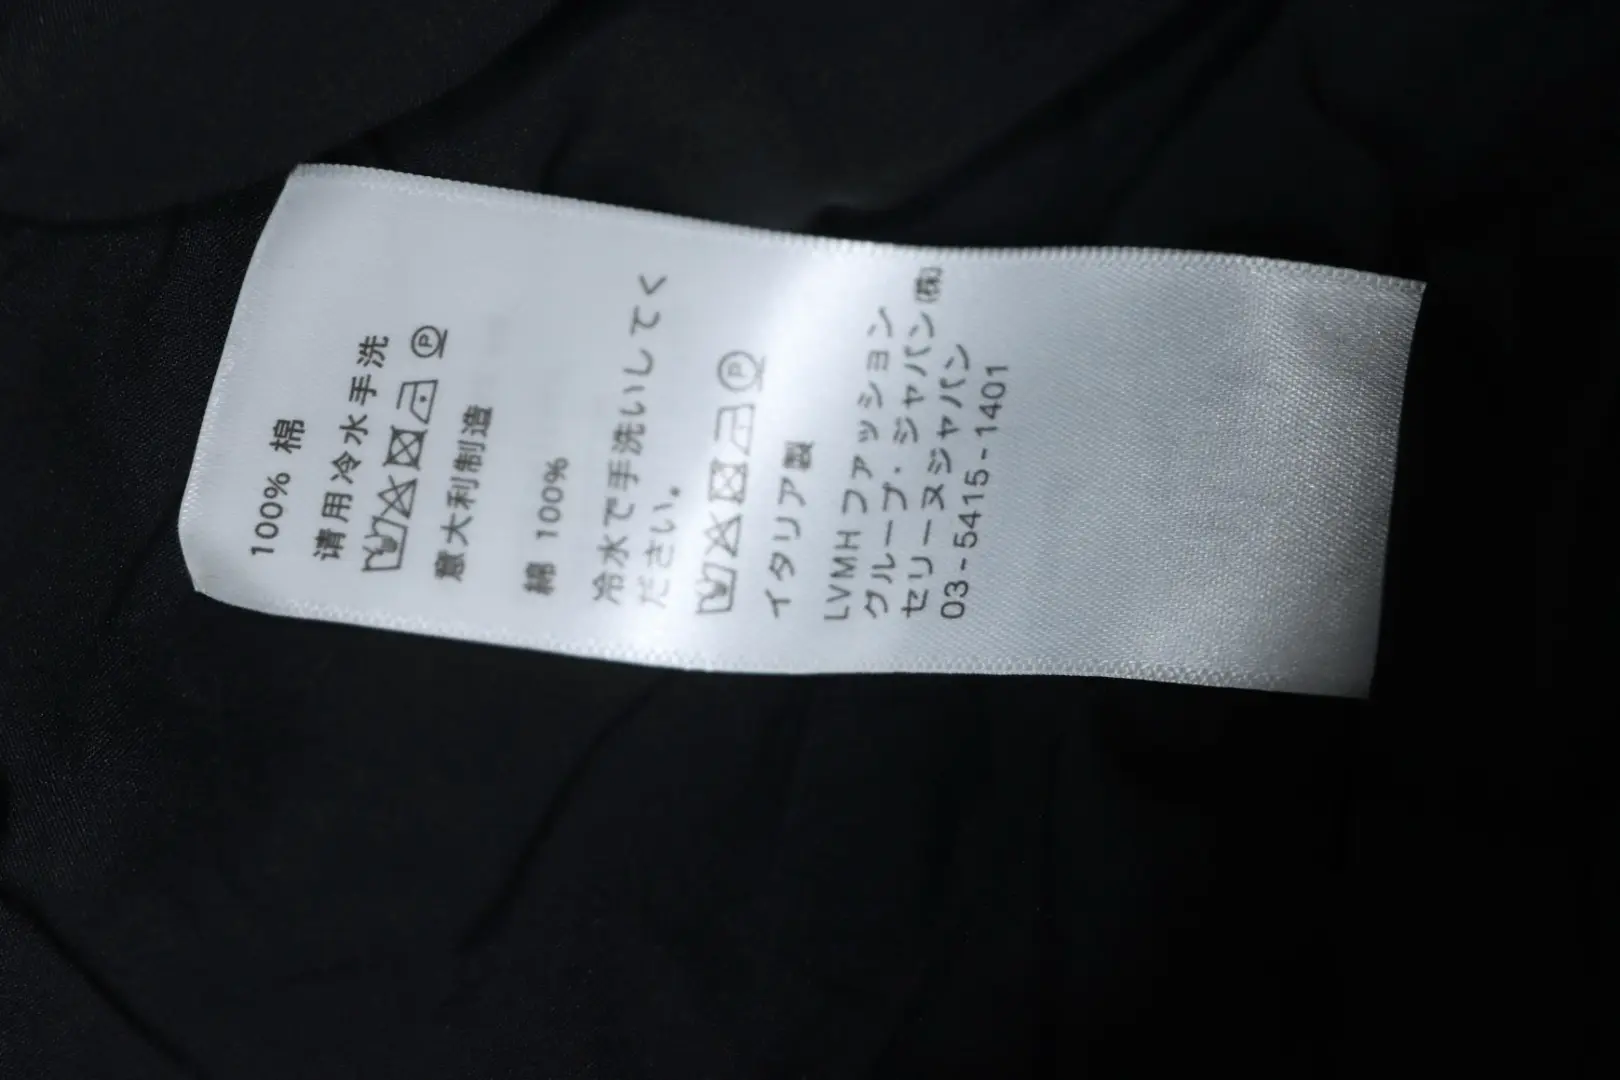 100% 棉
请用冷水手洗
P
意大利制造
綿 100%
冷水で手洗いしてく
ださい。
P
イタリア製
LVMH ファッション
グループ・ジャパン㈱
セリーヌジャパン
03-5415-1401